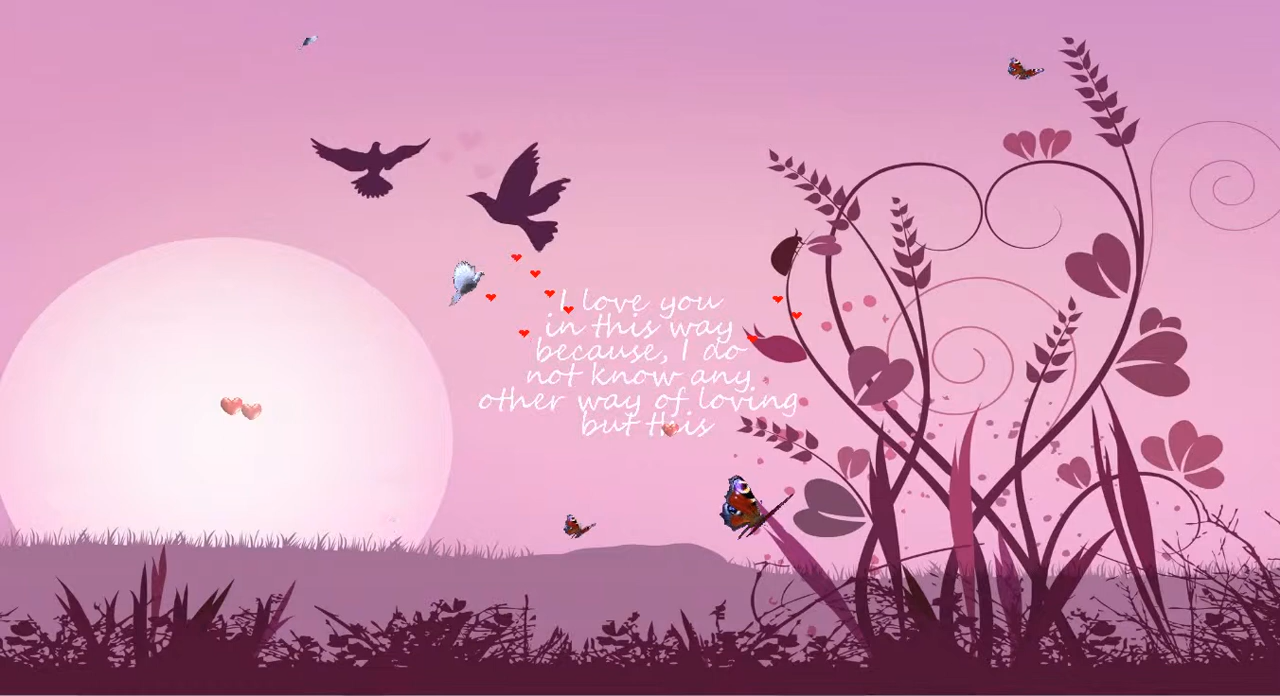 I love you
in this way
because, I do
not know any
other way of loving
but this